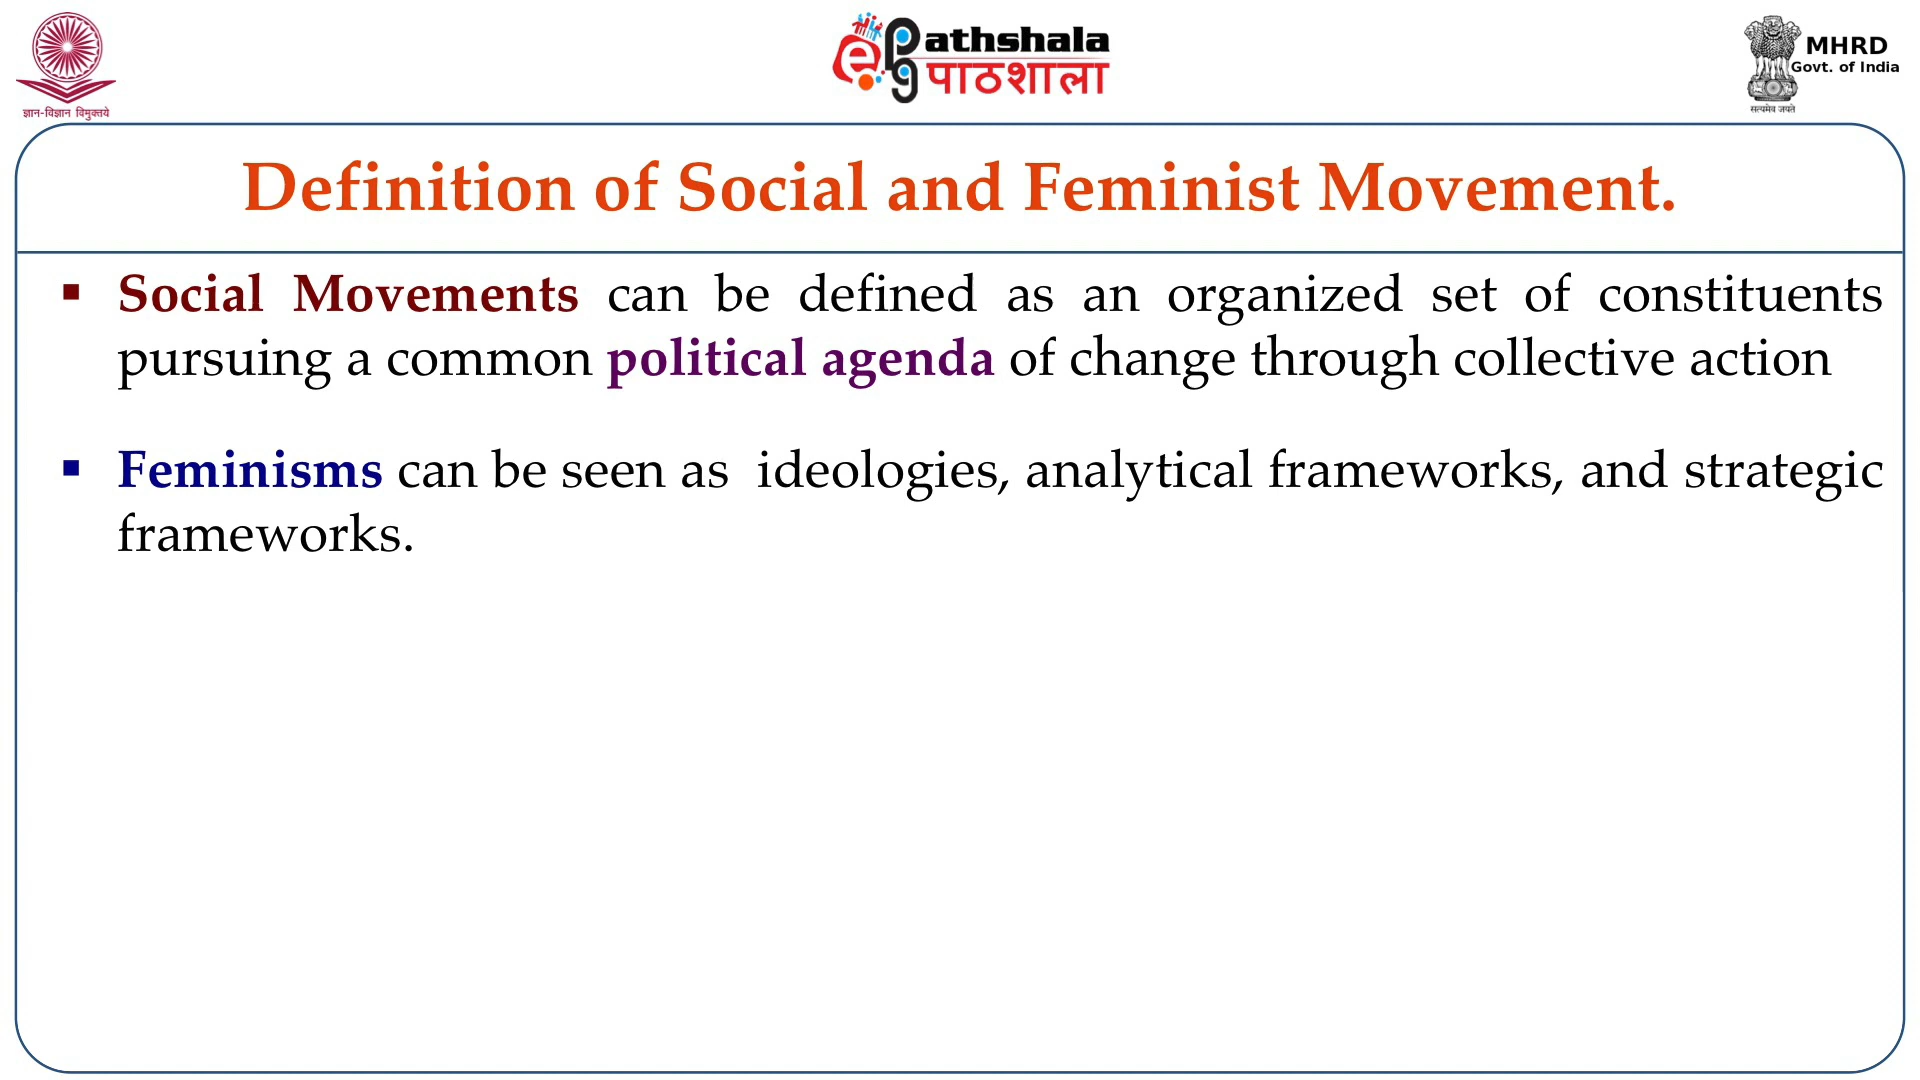 ज्ञान-विज्ञान विमुक्तये
e Pathshala
पाठशाला
MHRD
Govt. of India
सत्यमेव जयते
Definition of Social and Feminist Movement.
▪ Social Movements can be defined as an organized set of constituents
pursuing a common political agenda of change through collective action
▪ Feminisms can be seen as ideologies, analytical frameworks, and strategic
frameworks.